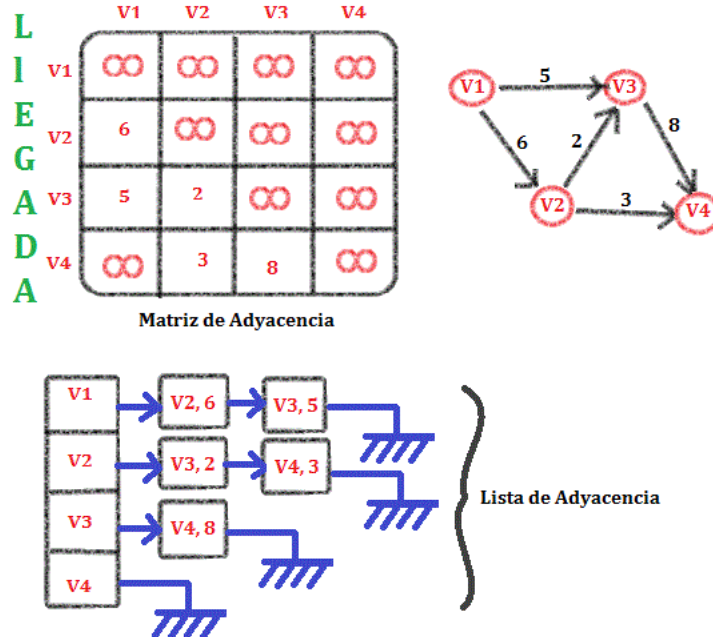 LlEGADA
V1 V2 V3 V4
V1 ∞ ∞ ∞ ∞
V2 6 ∞ ∞ ∞
V3 5 2 ∞ ∞
V4 ∞ 3 8 ∞
Matriz de Adyacencia
V1 5 V3
6 2 8
V2 3 V4
V1 V2, 6 V3, 5
V2 V3, 2 V4, 3
V3 V4, 8
V4
Lista de Adyacencia